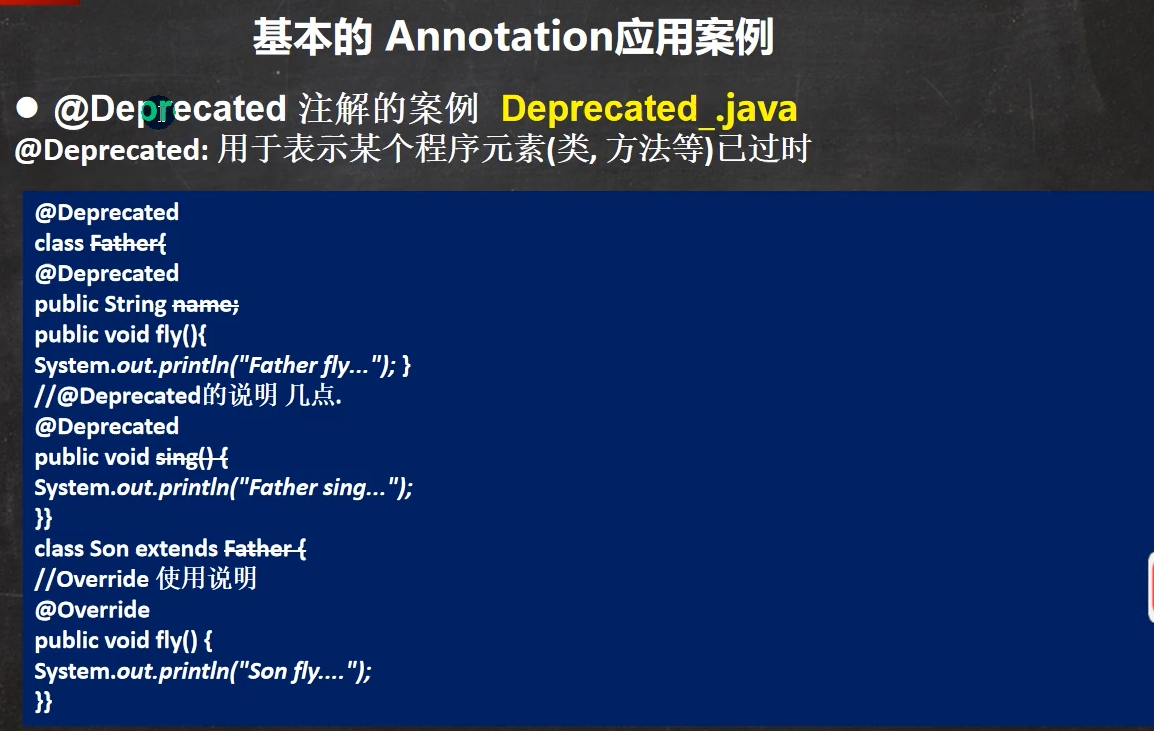 基本的 Annotation应用案例
● @Deprecated 注解的案例 Deprecated_.java
@Deprecated: 用于表示某个程序元素(类, 方法等)已过时
@Deprecated
class Father{
@Deprecated
public String name;
public void fly(){
System.out.println("Father fly..."); }
//@Deprecated的说明 几点.
@Deprecated
public void sing() {
System.out.println("Father sing...");
}}
class Son extends Father {
//Override 使用说明
@Override
public void fly() {
System.out.println("Son fly....");
}}